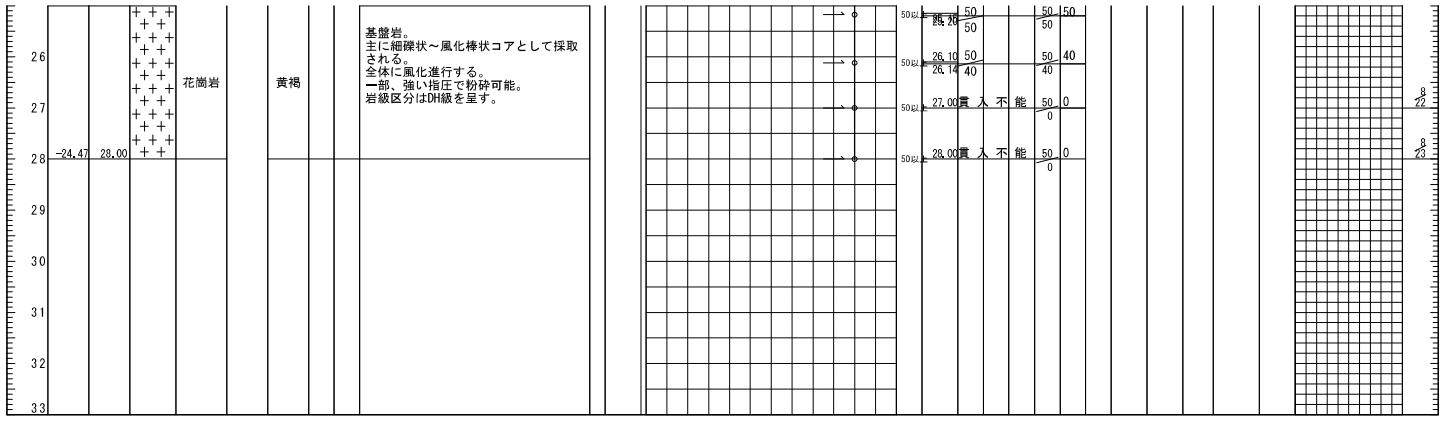 50以上 25.20 50 50 50
50 50
基盤岩。
主に細礫状～風化棒状コアとして採取
される。
全体に風化進行する。
一部、強い指圧で粉砕可能。
岩級区分はDH級を呈す。
26
花崗岩
黄褐
50以上 26.10 50 50 40
26.14 40 40
27
50以上 27.00 貫入不能 50 0
0
8
22
28 -24.47 28.00
50以上 28.00 貫入不能 50 0
0
8
23
29
30
31
32
33